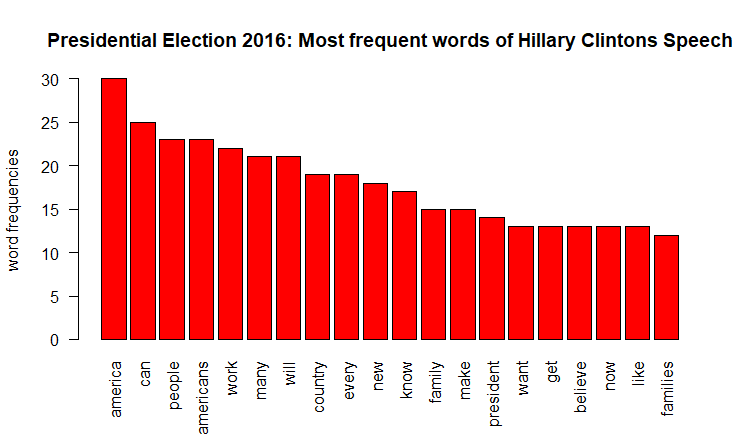 Presidential Election 2016: Most frequent words of Hillary Clintons Speech
word frequencies
30
25
20
15
10
5
0
america
can
people
americans
work
many
will
country
every
new
know
family
make
president
want
get
believe
now
like
families